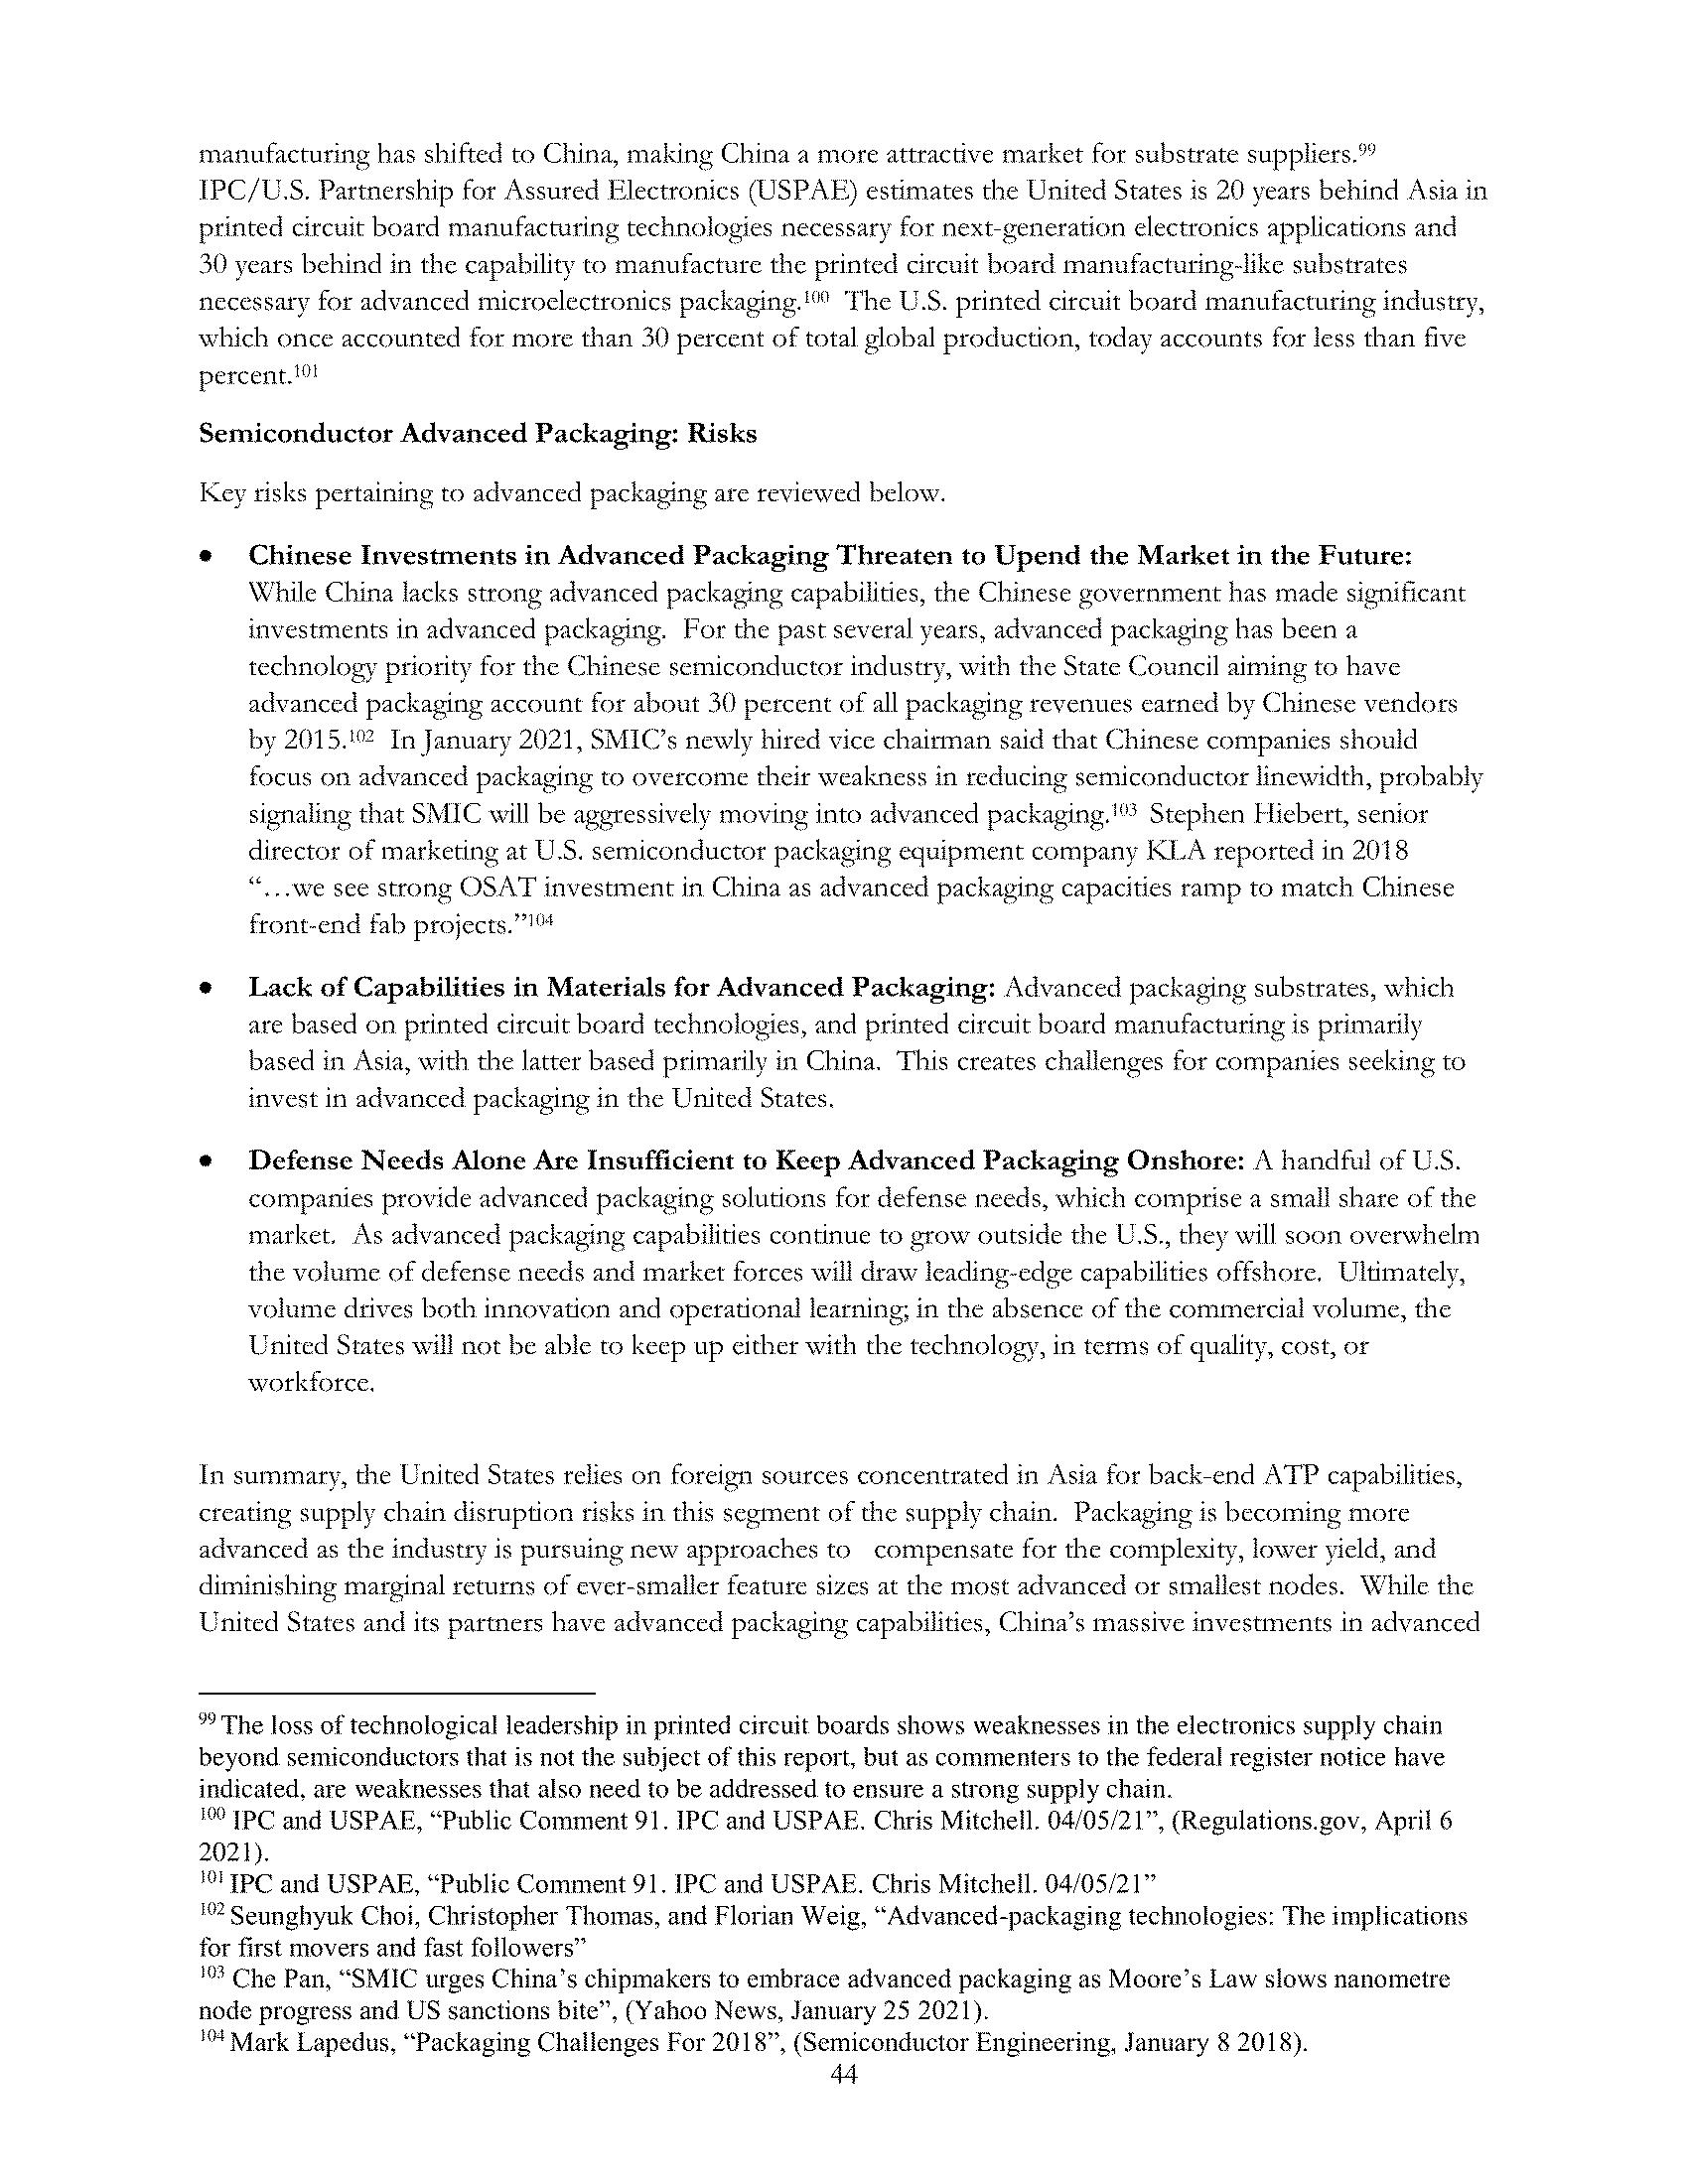 manufacturing has shifted to China, making China a more attractive market for substrate suppliers.⁹⁹
IPC/U.S. Partnership for Assured Electronics (USPAE) estimates the United States is 20 years behind Asia in
printed circuit board manufacturing technologies necessary for next-generation electronics applications and
30 years behind in the capability to manufacture the printed circuit board manufacturing-like substrates
necessary for advanced microelectronics packaging.¹⁰⁰ The U.S. printed circuit board manufacturing industry,
which once accounted for more than 30 percent of total global production, today accounts for less than five
percent.¹⁰¹
Semiconductor Advanced Packaging: Risks
Key risks pertaining to advanced packaging are reviewed below.
• Chinese Investments in Advanced Packaging Threaten to Upend the Market in the Future:
While China lacks strong advanced packaging capabilities, the Chinese government has made significant
investments in advanced packaging. For the past several years, advanced packaging has been a
technology priority for the Chinese semiconductor industry, with the State Council aiming to have
advanced packaging account for about 30 percent of all packaging revenues earned by Chinese vendors
by 2015.¹⁰² In January 2021, SMIC's newly hired vice chairman said that Chinese companies should
focus on advanced packaging to overcome their weakness in reducing semiconductor linewidth, probably
signaling that SMIC will be aggressively moving into advanced packaging.¹⁰³ Stephen Hiebert, senior
director of marketing at U.S. semiconductor packaging equipment company KLA reported in 2018
“…we see strong OSAT investment in China as advanced packaging capacities ramp to match Chinese
front-end fab projects.”¹⁰⁴
• Lack of Capabilities in Materials for Advanced Packaging: Advanced packaging substrates, which
are based on printed circuit board technologies, and printed circuit board manufacturing is primarily
based in Asia, with the latter based primarily in China. This creates challenges for companies seeking to
invest in advanced packaging in the United States.
• Defense Needs Alone Are Insufficient to Keep Advanced Packaging Onshore: A handful of U.S.
companies provide advanced packaging solutions for defense needs, which comprise a small share of the
market. As advanced packaging capabilities continue to grow outside the U.S., they will soon overwhelm
the volume of defense needs and market forces will draw leading-edge capabilities offshore. Ultimately,
volume drives both innovation and operational learning; in the absence of the commercial volume, the
United States will not be able to keep up either with the technology, in terms of quality, cost, or
workforce.
In summary, the United States relies on foreign sources concentrated in Asia for back-end ATP capabilities,
creating supply chain disruption risks in this segment of the supply chain. Packaging is becoming more
advanced as the industry is pursuing new approaches to compensate for the complexity, lower yield, and
diminishing marginal returns of ever-smaller feature sizes at the most advanced or smallest nodes. While the
United States and its partners have advanced packaging capabilities, China's massive investments in advanced
⁹⁹ The loss of technological leadership in printed circuit boards shows weaknesses in the electronics supply chain
beyond semiconductors that is not the subject of this report, but as commenters to the federal register notice have
indicated, are weaknesses that also need to be addressed to ensure a strong supply chain.
¹⁰⁰ IPC and USPAE, “Public Comment 91. IPC and USPAE. Chris Mitchell. 04/05/21”, (Regulations.gov, April 6
2021).
¹⁰¹ IPC and USPAE, “Public Comment 91. IPC and USPAE. Chris Mitchell. 04/05/21”
¹⁰² Seunghyuk Choi, Christopher Thomas, and Florian Weig, “Advanced-packaging technologies: The implications
for first movers and fast followers”
¹⁰³ Che Pan, “SMIC urges China's chipmakers to embrace advanced packaging as Moore's Law slows nanometre
node progress and US sanctions bite”, (Yahoo News, January 25 2021).
¹⁰⁴ Mark Lapedus, “Packaging Challenges For 2018”, (Semiconductor Engineering, January 8 2018).
44